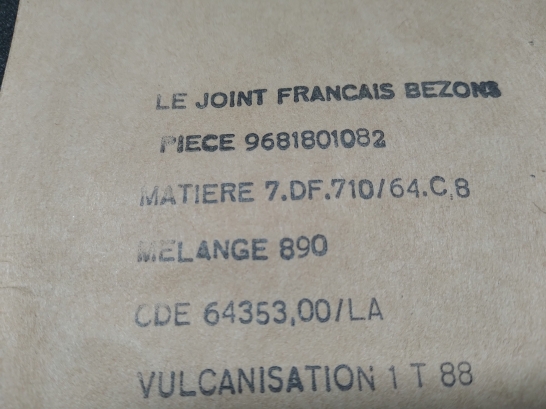 LE JOINT FRANCAIS BEZONS
PIECE 9681801082
MATIERE 7.DF.710/64.C,8
MELANGE 890
CDE 64353,00/LA
VULCANISATION 1 T 88